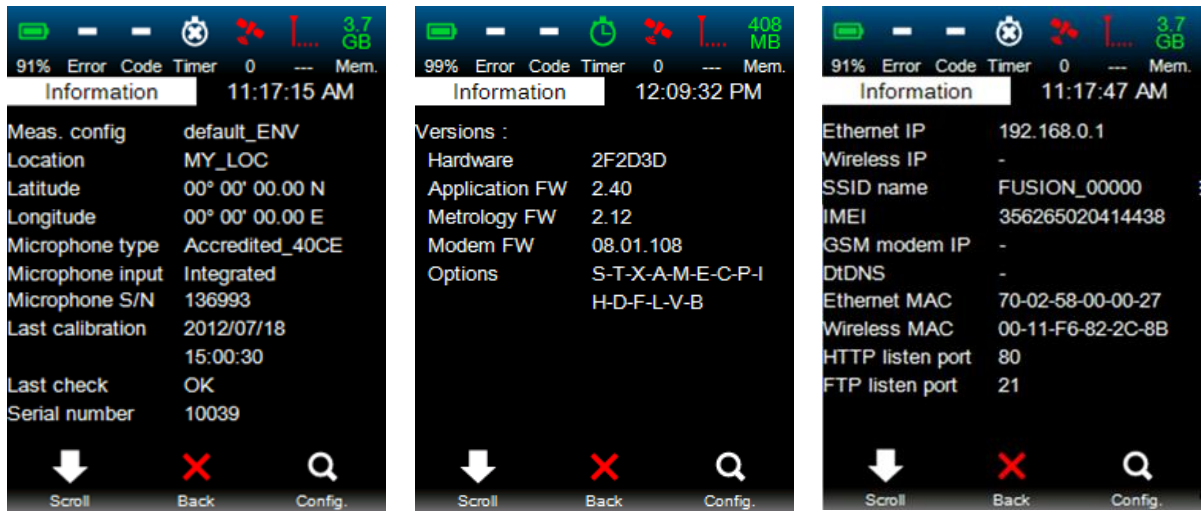 3.7
GB
91% Error Code Timer 0 --- Mem.
Information 11:17:15 AM
Meas. config default_ENV
Location MY_LOC
Latitude 00° 00' 00.00 N
Longitude 00° 00' 00.00 E
Microphone type Accredited_40CE
Microphone input Integrated
Microphone S/N 136993
Last calibration 2012/07/18
15:00:30
Last check OK
Serial number 10039
Scroll Back Config.
408
MB
99% Error Code Timer 0 --- Mem.
Information 12:09:32 PM
Versions :
Hardware 2F2D3D
Application FW 2.40
Metrology FW 2.12
Modem FW 08.01.108
Options S-T-X-A-M-E-C-P-I
H-D-F-L-V-B
Scroll Back Config.
3.7
GB
91% Error Code Timer 0 --- Mem.
Information 11:17:47 AM
Ethernet IP 192.168.0.1
Wireless IP -
SSID name FUSION_00000
IMEI 356265020414438
GSM modem IP -
DtDNS -
Ethernet MAC 70-02-58-00-00-27
Wireless MAC 00-11-F6-82-2C-8B
HTTP listen port 80
FTP listen port 21
Scroll Back Config.